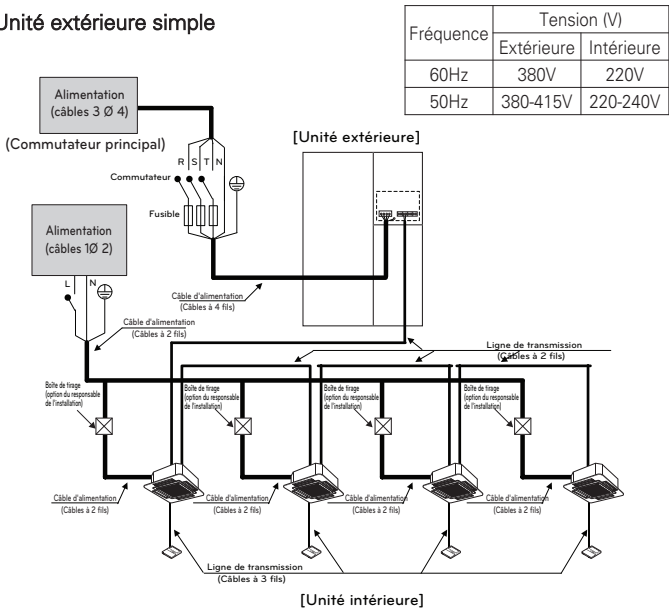 Unité extérieure simple
Fréquence
Tension (V)
Extérieure
Intérieure
60Hz
380V
220V
50Hz
380-415V
220-240V
Alimentation
(câbles 3 Ø 4)
(Commutateur principal)
R S T N
Commutateur
Fusible
[Unité extérieure]
Alimentation
(câbles 1Ø 2)
L N
Câble d'alimentation
(Câbles à 4 fils)
Câble d'alimentation
(Câbles à 2 fils)
Ligne de transmission
(Câbles à 2 fils)
Boîte de tirage
(option du responsable
de l'installation)
Boîte de tirage
(option du responsable
de l'installation)
Boîte de tirage
(option du responsable
de l'installation)
Boîte de tirage
(option du responsable
de l'installation)
Câble d'alimentation
(Câbles à 2 fils)
Câble d'alimentation
(Câbles à 2 fils)
Câble d'alimentation
(Câbles à 2 fils)
Câble d'alimentation
(Câbles à 2 fils)
Ligne de transmission
(Câbles à 3 fils)
[Unité intérieure]